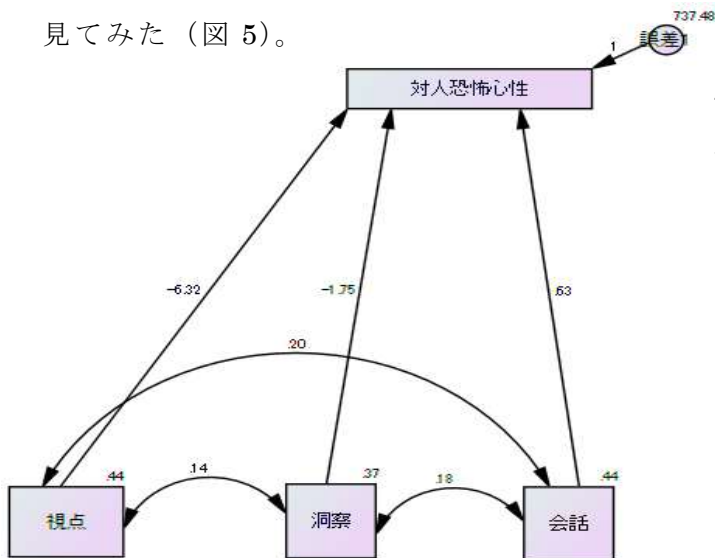 見てみた（図 5）。
737.48
誤差1
1
対人恐怖心性
-6.32
-1.75
.63
.20
.44
.14
.37
.18
.44
視点
洞察
会話